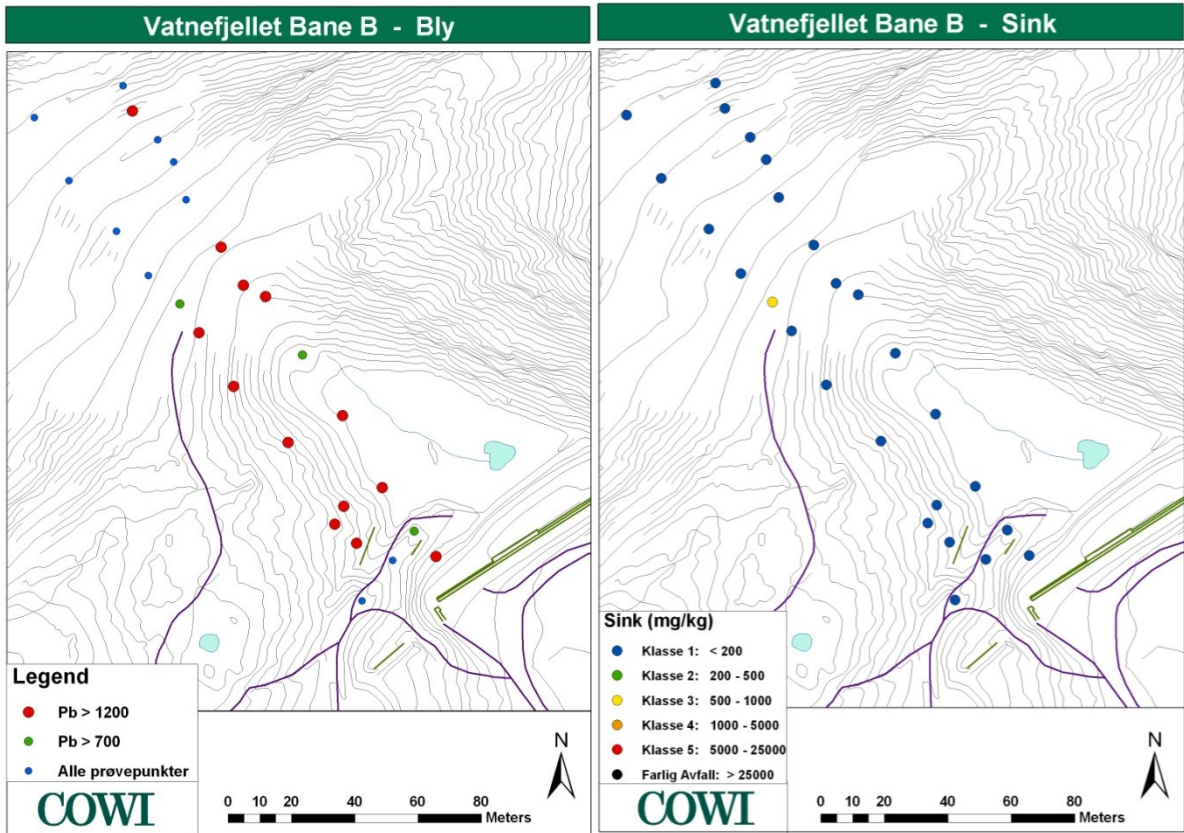 Vatnefjellet Bane B - Bly
Legend
Pb > 1200
Pb > 700
Alle prøvepunkter
COWI
N
0 20 40 60 80
Meters
Vatnefjellet Bane B - Sink
Sink (mg/kg)
Klasse 1: < 200
Klasse 2: 200 - 500
Klasse 3: 500 - 1000
Klasse 4: 1000 - 5000
Klasse 5: 5000 - 25000
Farlig Avfall: > 25000
COWI
N
0 20 40 60 80
Meters